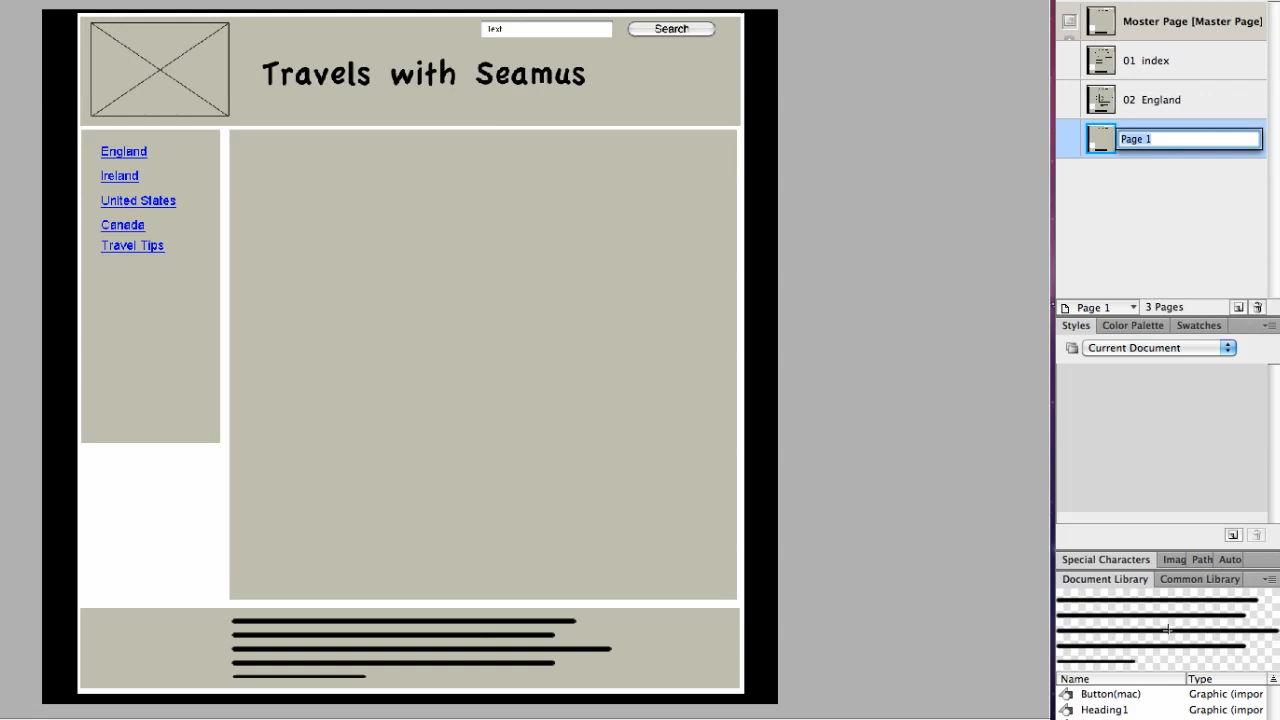 Text
Search
Travels with Seamus
England
Ireland
United States
Canada
Travel Tips
Moster Page [Master Page]
01 index
02 England
Page 1
Page 1
3 Pages
Styles
Color Palette
Swatches
Current Document
Special Characters
Imag
Path
Auto
Document Library
Common Library
Name
Type
Button(mac)
Graphic (impor
Heading1
Graphic (impor